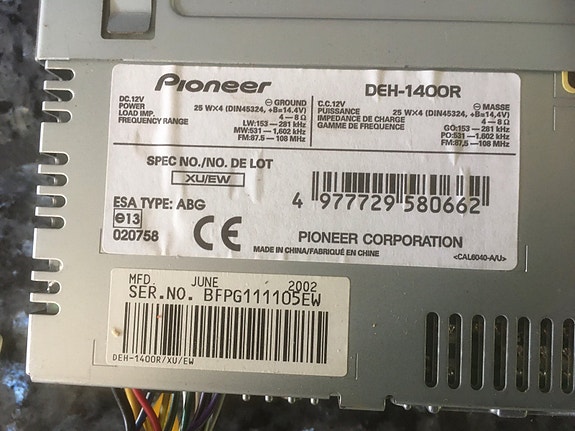 Pioneer DEH-1400R
DC.12V ⊖ GROUND C.C.12V ⊖ MASSE
POWER 25 W×4 (DIN45324, +B=14.4V) PUISSANCE 25 W×4 (DIN45324, +B=14,4V)
LOAD IMP. 4 — 8 Ω IMPEDANCE DE CHARGE 4 — 8 Ω
FREQUENCY RANGE LW:153 — 281 kHz GAMME DE FREQUENCE GO:153 — 281 kHz
MW:531 — 1,602 kHz PO:531 — 1,602 kHz
FM:87.5 — 108 MHz FM:87,5 — 108 MHz
SPEC NO./NO. DE LOT
XU/EW
4 977729 580662
ESA TYPE: ABG
e13
020758
CE
PIONEER CORPORATION
MADE IN CHINA/FABRIQUÉ EN CHINE <CAL6040-A/U>
MFD. JUNE 2002
SER.NO. BFPG111105EW
DEH-1400R/XU/EW